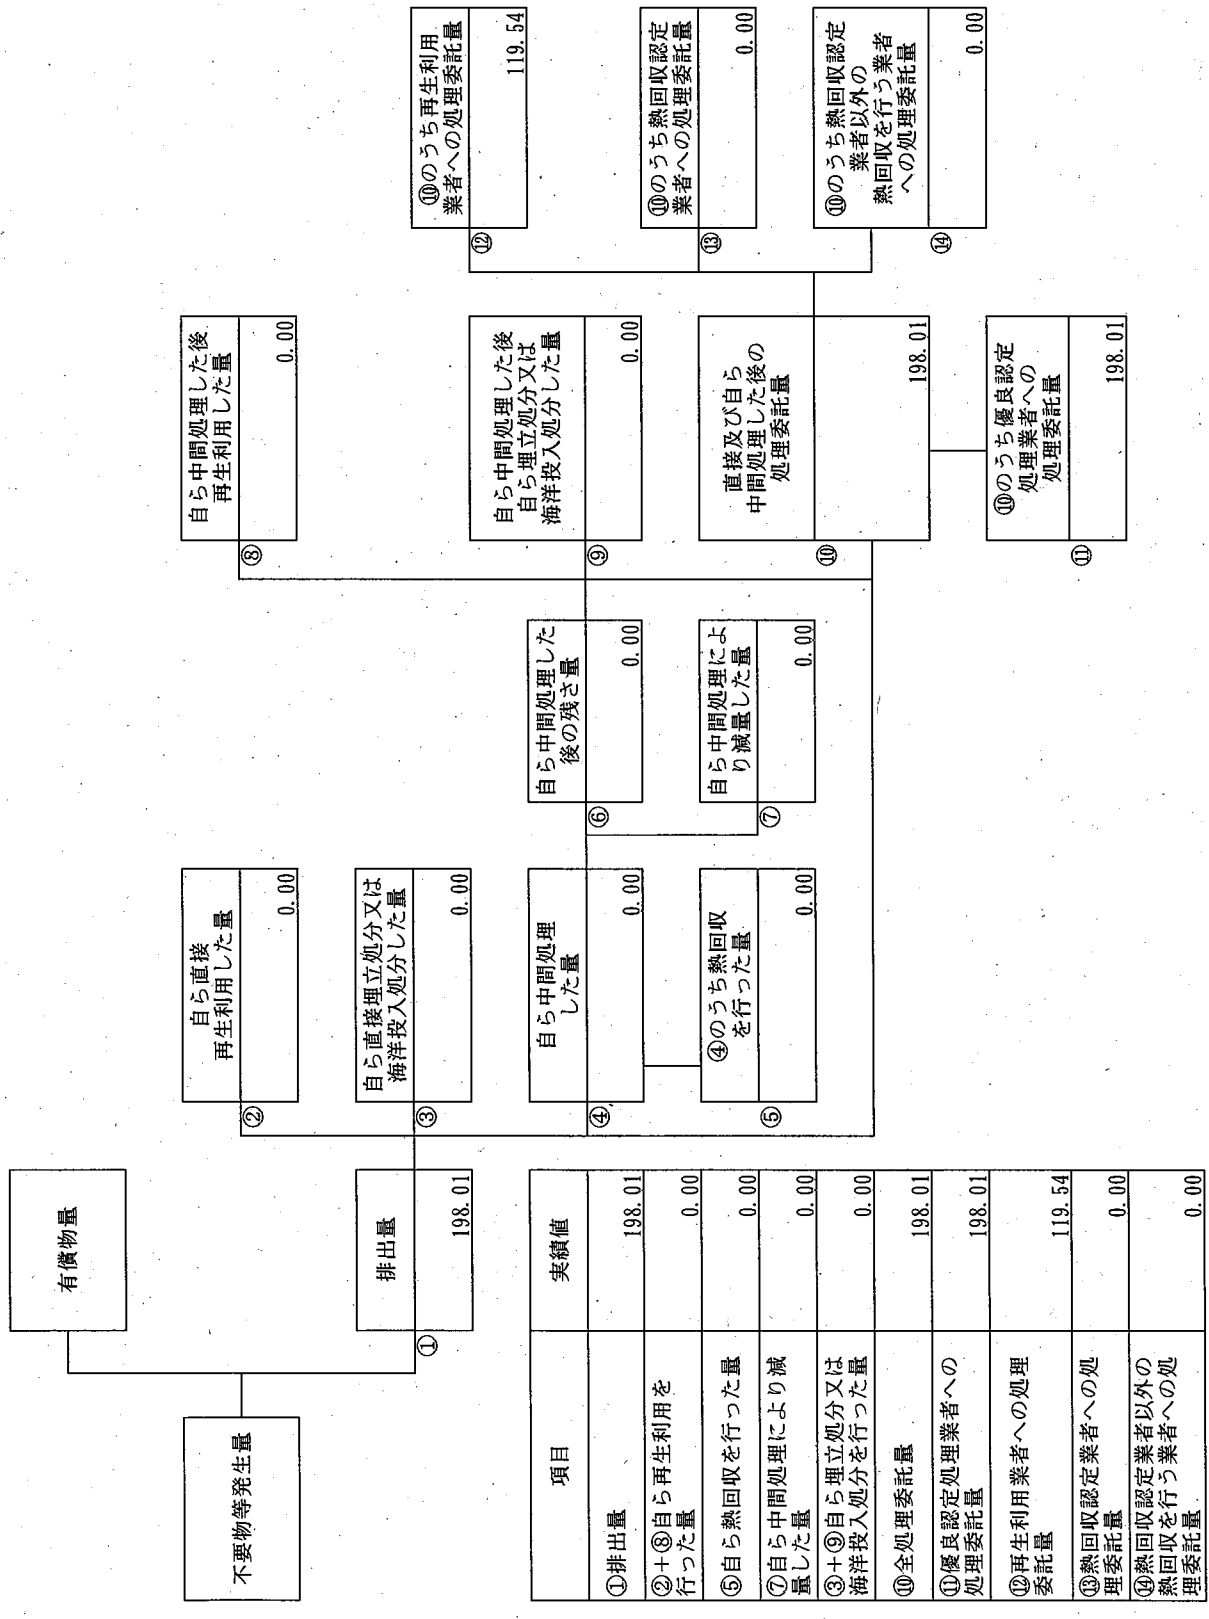 不要物等発生量
有償物量
排出量
①
198.01
自ら直接
再生利用した量
②
0.00
自ら直接埋立処分又は
海洋投入処分した量
③
0.00
自ら中間処理
した量
④
0.00
④のうち熱回収
を行った量
⑤
0.00
自ら中間処理した
後の残さ量
⑥
0.00
自ら中間処理によ
り減量した量
⑦
0.00
自ら中間処理した後
再生利用した量
⑧
0.00
自ら中間処理した後
自ら埋立処分又は
海洋投入処分した量
⑨
0.00
直接及び自ら
中間処理した後の
処理委託量
⑩
198.01
⑩のうち優良認定
処理業者への
処理委託量
⑪
198.01
⑩のうち再生利用
業者への処理委託量
⑫
119.54
⑩のうち熱回収認定
業者への処理委託量
⑬
0.00
⑩のうち熱回収認定
業者以外の
熱回収を行う業者
への処理委託量
⑭
0.00
項目 実績値
①排出量 198.01
②+⑧自ら再生利用を
行った量 0.00
⑤自ら熱回収を行った量 0.00
⑦自ら中間処理により減
量した量 0.00
③+⑨自ら埋立処分又は
海洋投入処分を行った量 0.00
⑩全処理委託量 198.01
⑪優良認定処理業者への
処理委託量 198.01
⑫再生利用業者への処理
委託量 119.54
⑬熱回収認定業者への処
理委託量 0.00
⑭熱回収認定業者以外の
熱回収を行う業者への処
理委託量 0.00